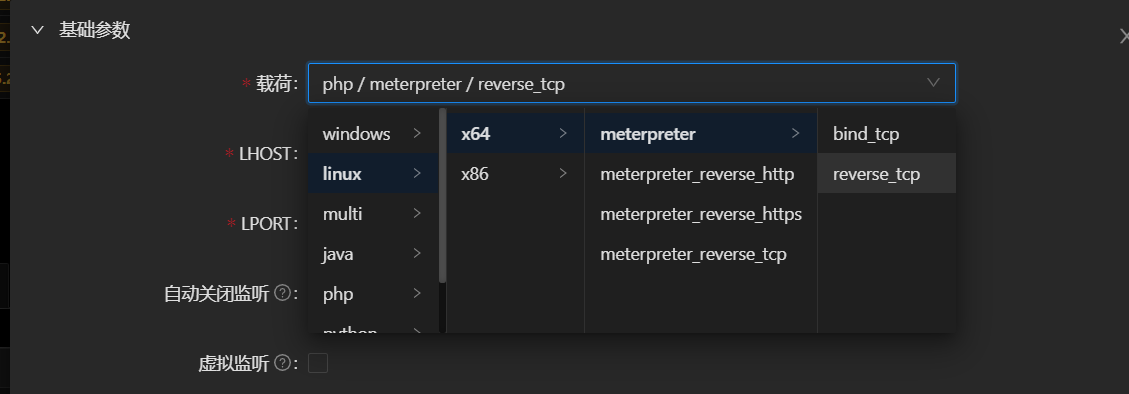 基础参数
* 载荷: php / meterpreter / reverse_tcp
windows > x64 > meterpreter > bind_tcp
* LHOST:
linux > x86 > meterpreter_reverse_http reverse_tcp
multi > meterpreter_reverse_https
* LPORT:
java > meterpreter_reverse_tcp
自动关闭监听 ? : php >
python
虚拟监听 ? :